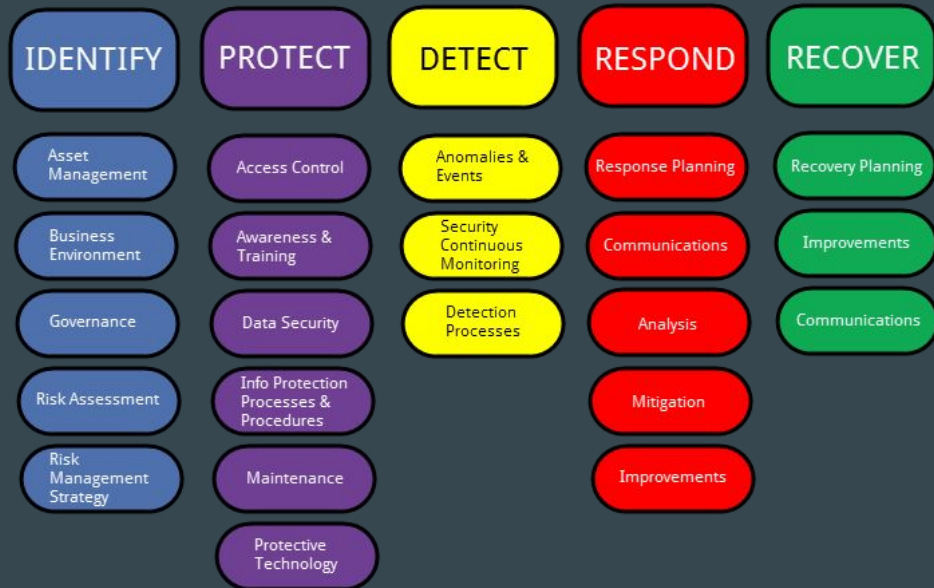 IDENTIFY
PROTECT
DETECT
RESPOND
RECOVER
Asset
Management
Business
Environment
Governance
Risk Assessment
Risk
Management
Strategy
Access Control
Awareness &
Training
Data Security
Info Protection
Processes &
Procedures
Maintenance
Protective
Technology
Anomalies &
Events
Security
Continuous
Monitoring
Detection
Processes
Response Planning
Communications
Analysis
Mitigation
Improvements
Recovery Planning
Improvements
Communications